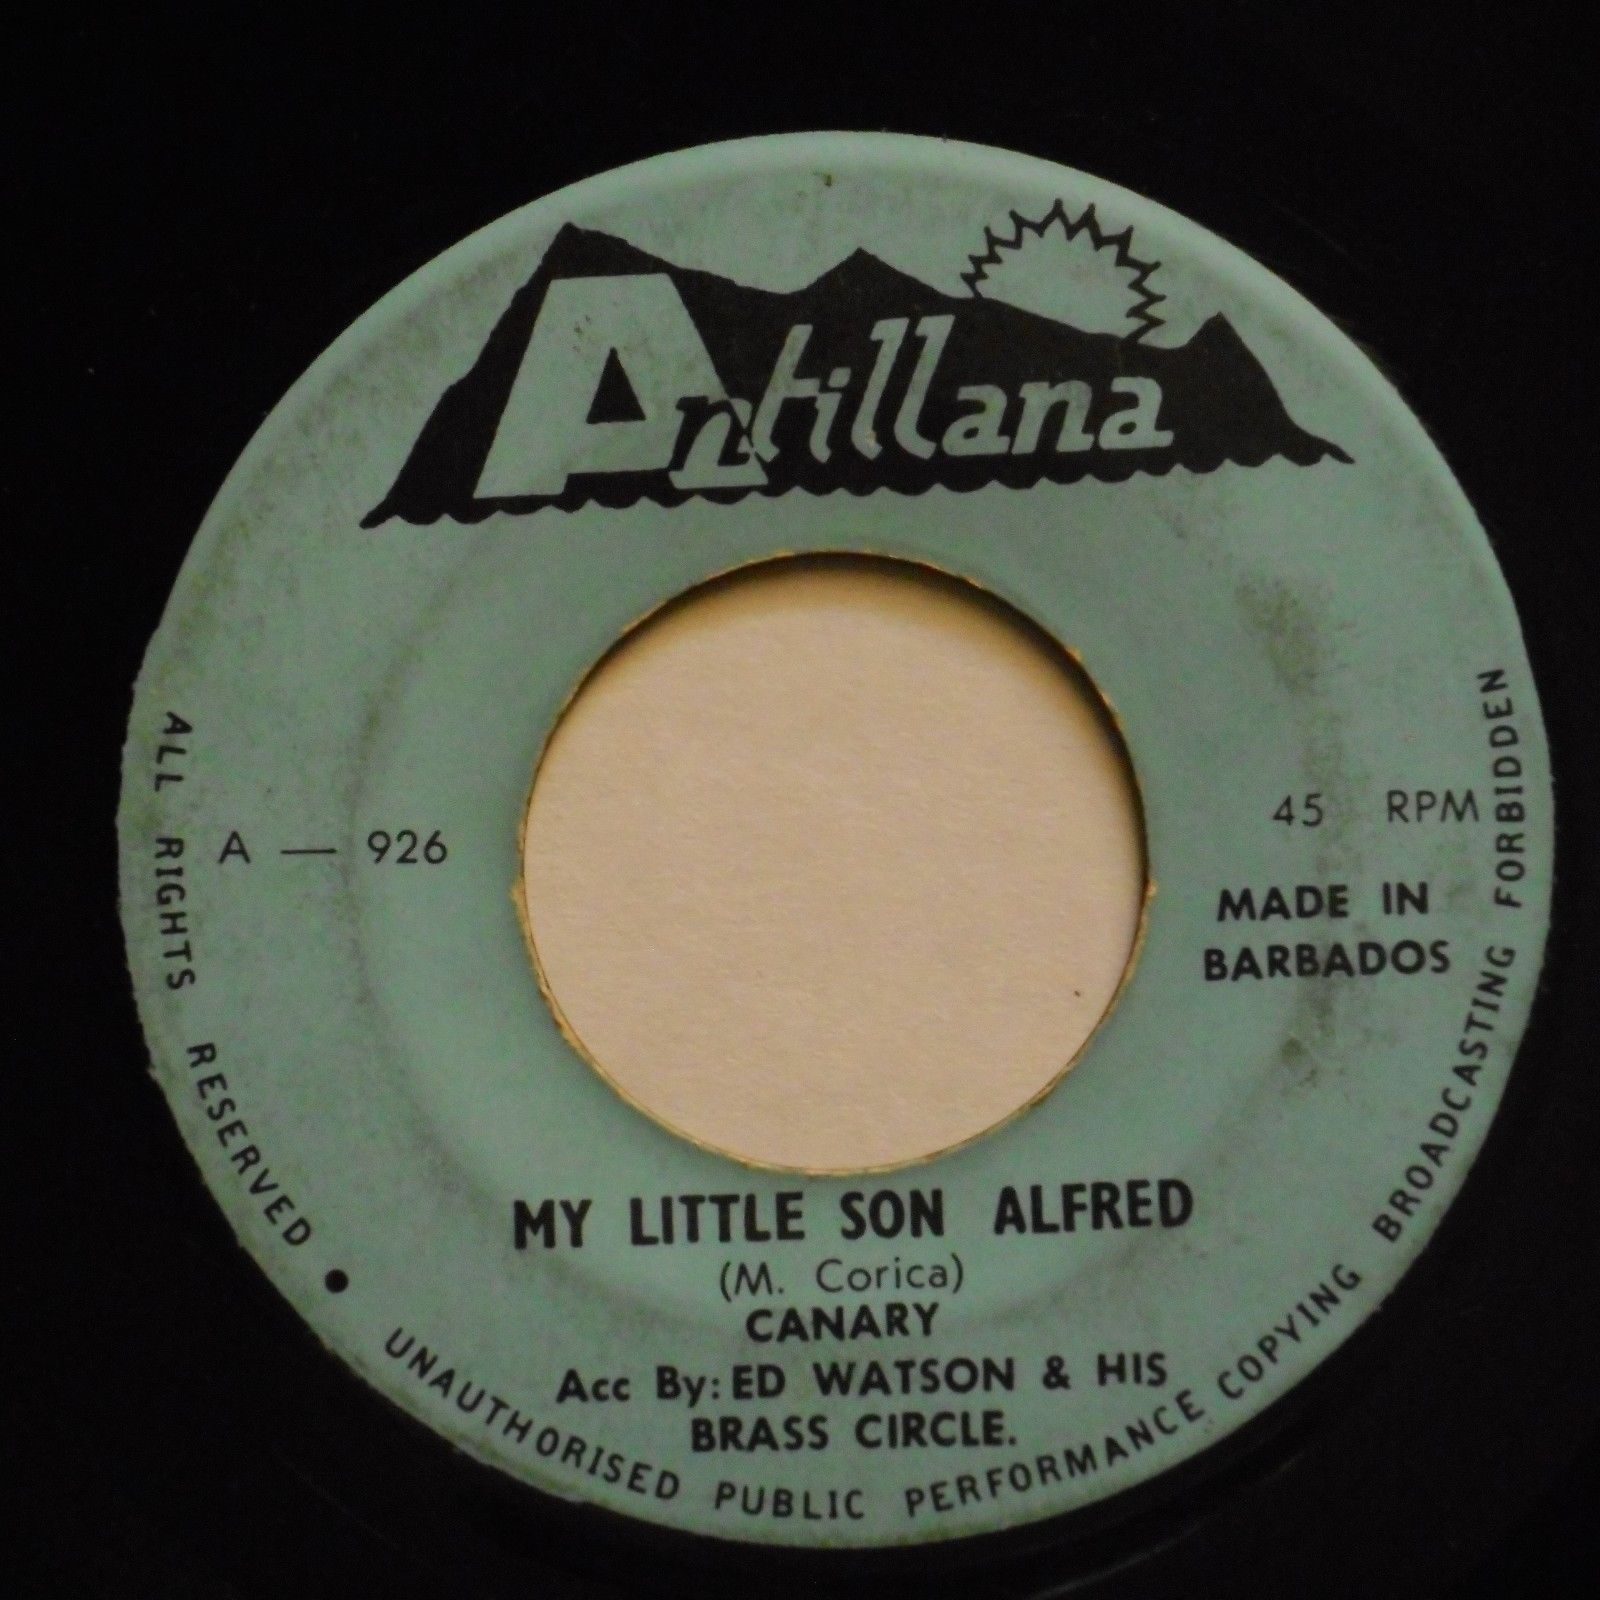 Antillana
A — 926
45 RPM
MADE IN
BARBADOS
MY LITTLE SON ALFRED
(M. Corica)
CANARY
Acc By: ED WATSON & HIS
BRASS CIRCLE.
ALL RIGHTS RESERVED • UNAUTHORISED PUBLIC PERFORMANCE COPYING BROADCASTING FORBIDDEN